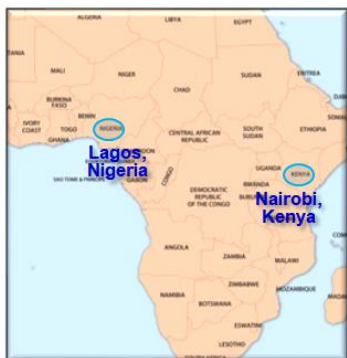 ALGERIA
LIBYA
EGYPT
MALI
NIGER
CHAD
SUDAN
ERITREA
BURKINA
FASO
BENIN
NIGERIA
IVORY
COAST
TOGO
GHANA
CENTRAL AFRICAN
REPUBLIC
SOUTH
SUDAN
ETHIOPIA
Lagos,
Nigeria
SAO TOME & PRINCIPE
GABON
CONGO
UGANDA
KENYA
RWANDA
DEMOCRATIC
REPUBLIC
OF THE CONGO
Nairobi,
Kenya
ANGOLA
ZAMBIA
MALAWI
ZIMBABWE
MOZAMBIQUE
NAMIBIA
BOTSWANA
ESWATINI
LESOTHO